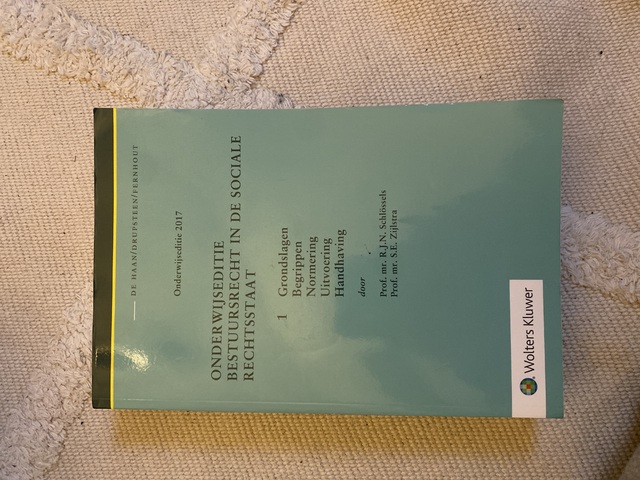 DE HAAN/DRUPSTEEN/FERNHOUT
Onderwijseditie 2017
ONDERWIJSEDITIE
BESTUURSRECHT IN DE SOCIALE
RECHTSSTAAT
1 Grondslagen
Begrippen
Normering
Uitvoering
Handhaving
door
Prof. mr. R.J.N. Schlössels
Prof. mr. S.E. Zijlstra
Wolters Kluwer